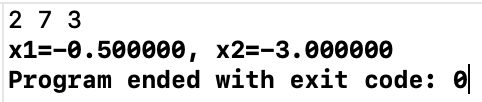 2 7 3
x1=-0.500000, x2=-3.000000
Program ended with exit code: 0